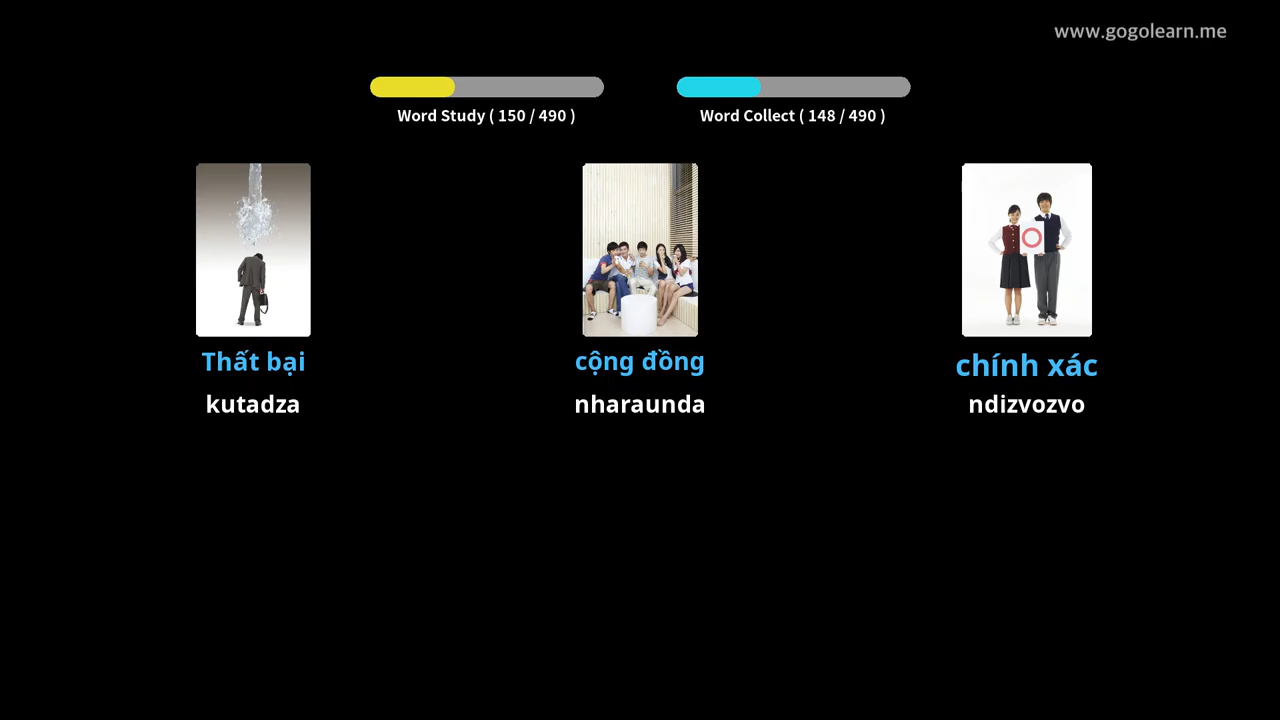 www.gogolearn.me
Word Study ( 150 / 490 )
Word Collect ( 148 / 490 )
Thất bại
cộng đồng
chính xác
kutadza
nharaunda
ndizvozvo